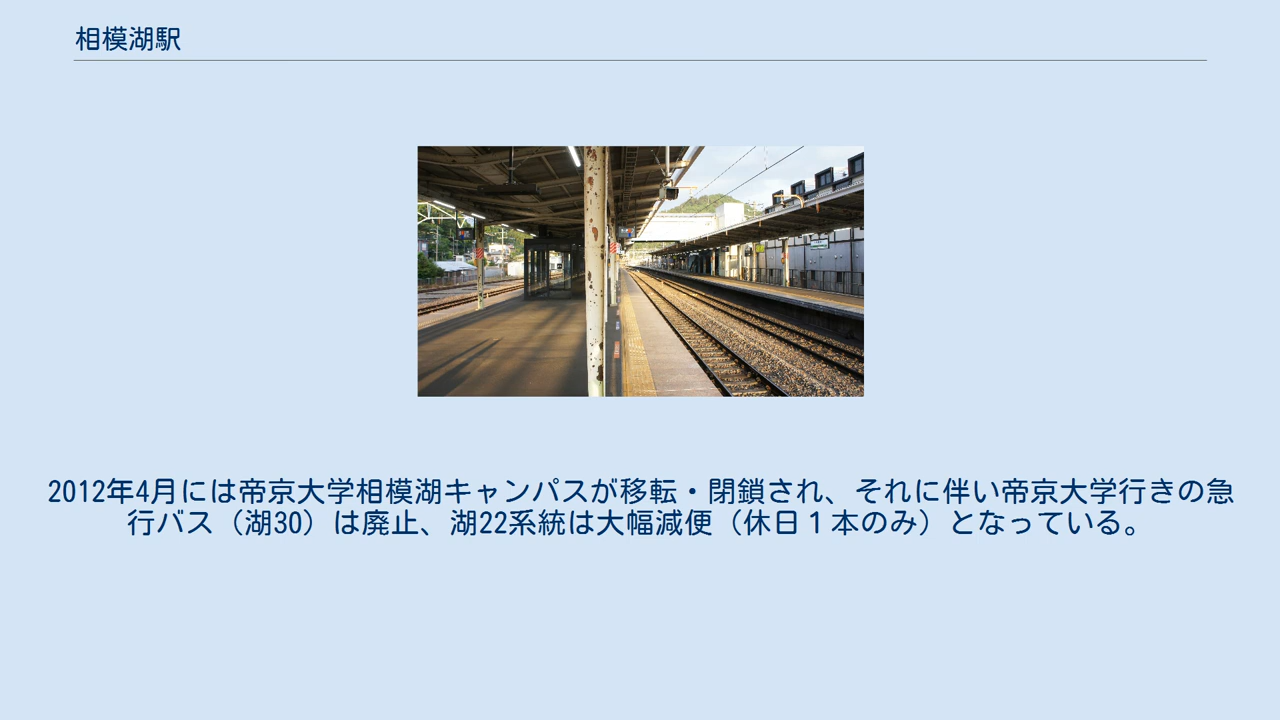 相模湖駅
2012年4月には帝京大学相模湖キャンパスが移転・閉鎖され、それに伴い帝京大学行きの急
行バス（湖30）は廃止、湖22系統は大幅減便（休日１本のみ）となっている。